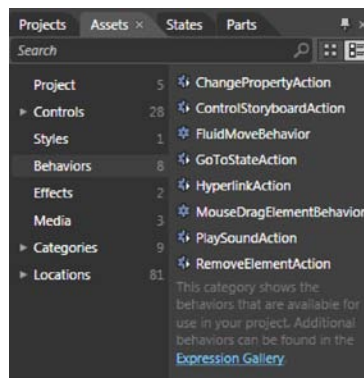 Projects Assets × States Parts
Search
Project 5
Controls 28
Styles 1
Behaviors 8
Effects 2
Media 3
Categories 9
Locations 81
ChangePropertyAction
ControlStoryboardAction
FluidMoveBehavior
GoToStateAction
HyperlinkAction
MouseDragElementBehavior
PlaySoundAction
RemoveElementAction
This category shows the
behaviors that are available for
use in your project. Additional
behaviors can be found in the
Expression Gallery.